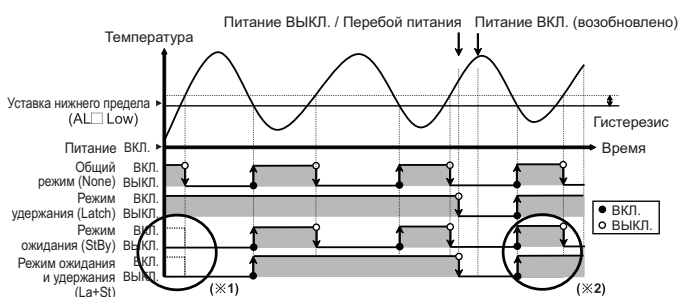 Питание ВЫКЛ. / Перебой питания
Питание ВКЛ. (возобновлено)
Температура
Уставка нижнего предела
(AL□ Low)
Гистерезис
Питание ВКЛ.
Время
Общий ВКЛ.
режим (None) ВЫКЛ.
Режим ВКЛ.
удержания (Latch) ВЫКЛ.
Режим ВКЛ.
ожидания (StBy) ВЫКЛ.
Режим ожидания ВКЛ.
и удержания ВЫКЛ.
(La+St)
● ВКЛ.
○ ВЫКЛ.
(※1)
(※2)